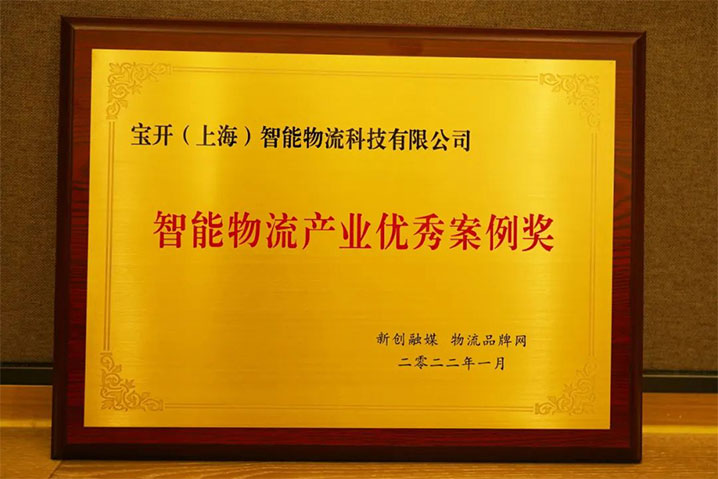 宝开（上海）智能物流科技有限公司
智能物流产业优秀案例奖
新创融媒 物流品牌网
二零二二年一月